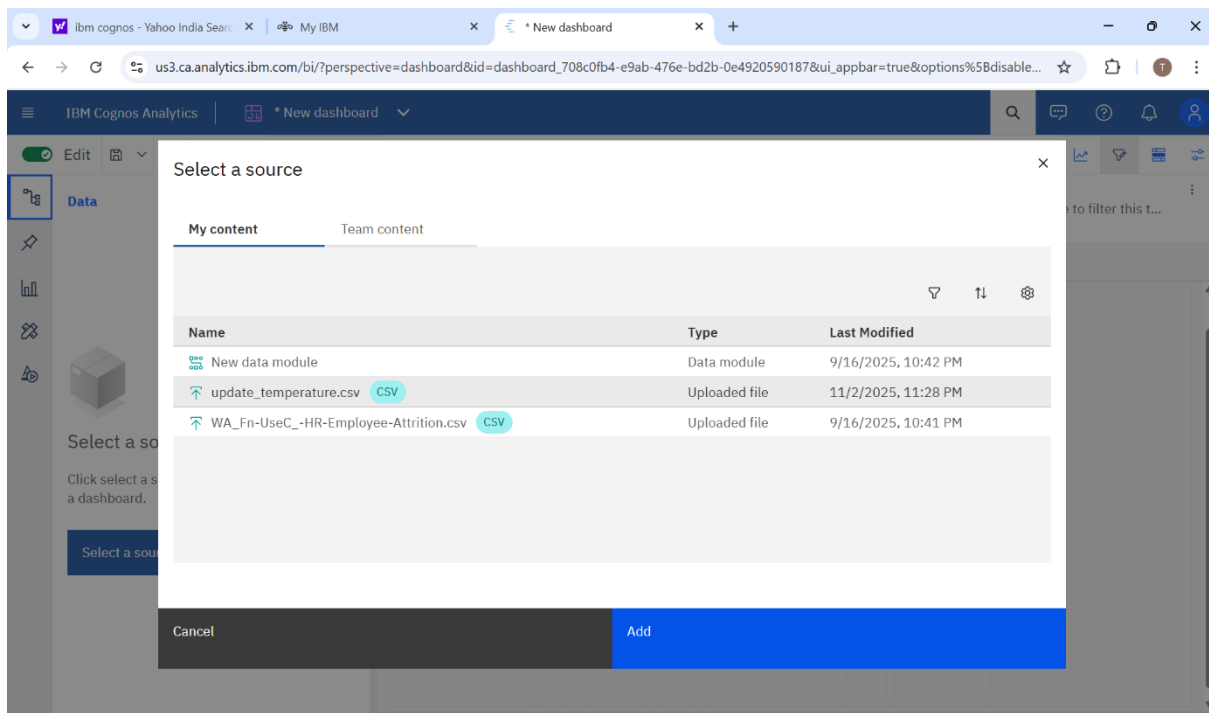 ibm cognos - Yahoo India Searc
My IBM
* New dashboard
us3.ca.analytics.ibm.com/bi/?perspective=dashboard&id=dashboard_708c0fb4-e9ab-476e-bd2b-0e4920590187&ui_appbar=true&options%5Bdisable...
T
IBM Cognos Analytics
* New dashboard
Edit
Select a source
Data
e to filter this t...
My content Team content
Name Type Last Modified
New data module Data module 9/16/2025, 10:42 PM
update_temperature.csv CSV Uploaded file 11/2/2025, 11:28 PM
WA_Fn-UseC_-HR-Employee-Attrition.csv CSV Uploaded file 9/16/2025, 10:41 PM
Select a so
Click select a s
a dashboard.
Select a sour
Cancel Add